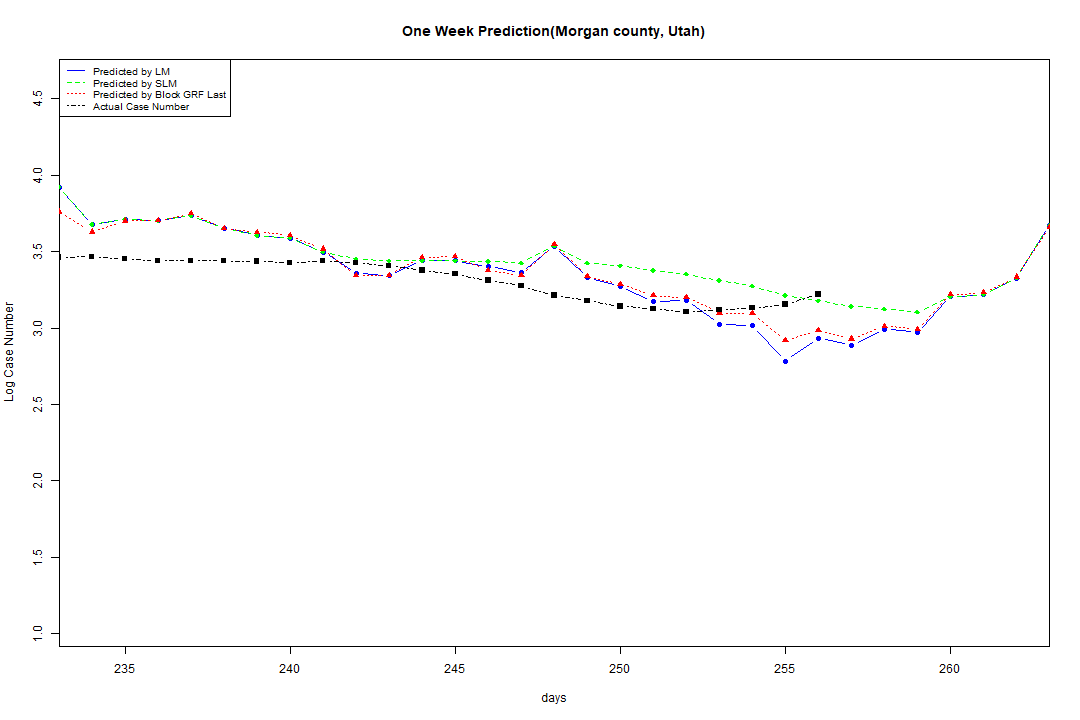 One Week Prediction(Morgan county, Utah)
Predicted by LM
Predicted by SLM
Predicted by Block GRF Last
Actual Case Number
4.5
4.0
3.5
3.0
2.5
2.0
1.5
1.0
Log Case Number
235 240 245 250 255 260
days